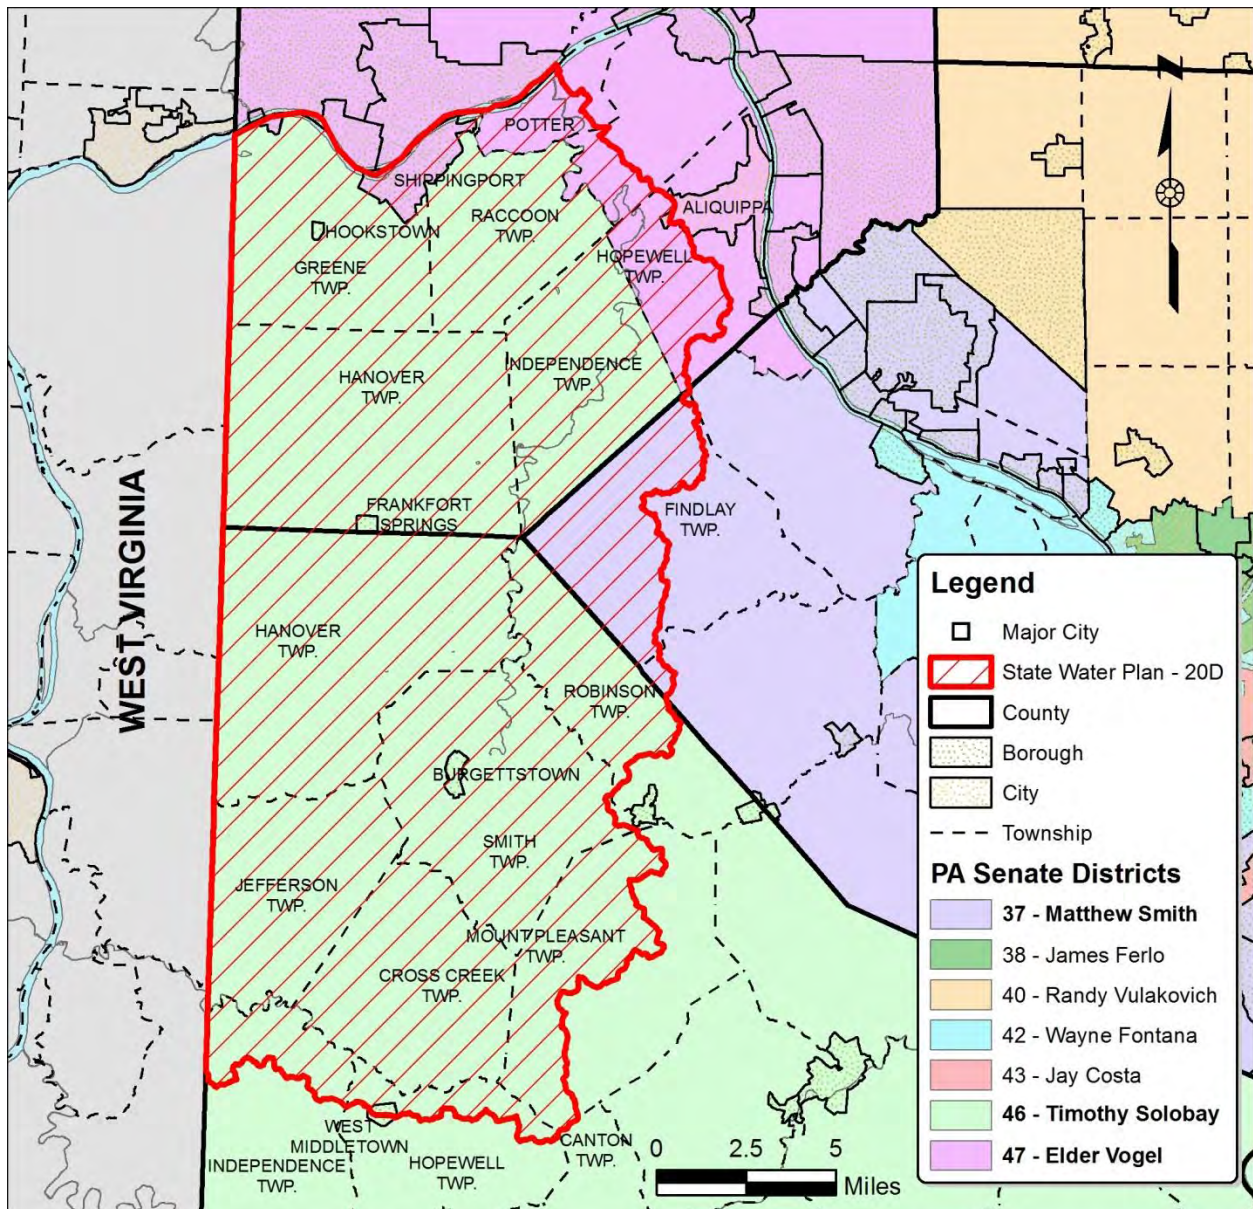 POTTER
SHIPPINGPORT
ALIQUIPPA
RACCOON
TWP.
HOOKSTOWN
GREENE
TWP.
HOPEWELL
TWP.
HANOVER
TWP.
NDEPENDENCE
TWP.
WEST VIRGINIA
FRANKFORT
SPRINGS
FINDLAY
TWP.
HANOVER
TWP.
ROBINSON
TWP.
BURGETTSTOWN
SMITH
TWP.
JEFFERSON
TWP.
MOUNT PLEASANT
TWP.
CROSS CREEK
TWP.
WEST
MIDDLETOWN
INDEPENDENCE
TWP.
HOPEWELL
TWP.
CANTON
TWP.
0 2.5 5
Miles
N
Legend
Major City
State Water Plan - 20D
County
Borough
City
Township
PA Senate Districts
37 - Matthew Smith
38 - James Ferlo
40 - Randy Vulakovich
42 - Wayne Fontana
43 - Jay Costa
46 - Timothy Solobay
47 - Elder Vogel